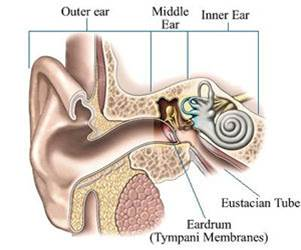 Outer ear
Middle
Ear
Inner Ear
Eustacian Tube
Eardrum
(Tympani Membranes)